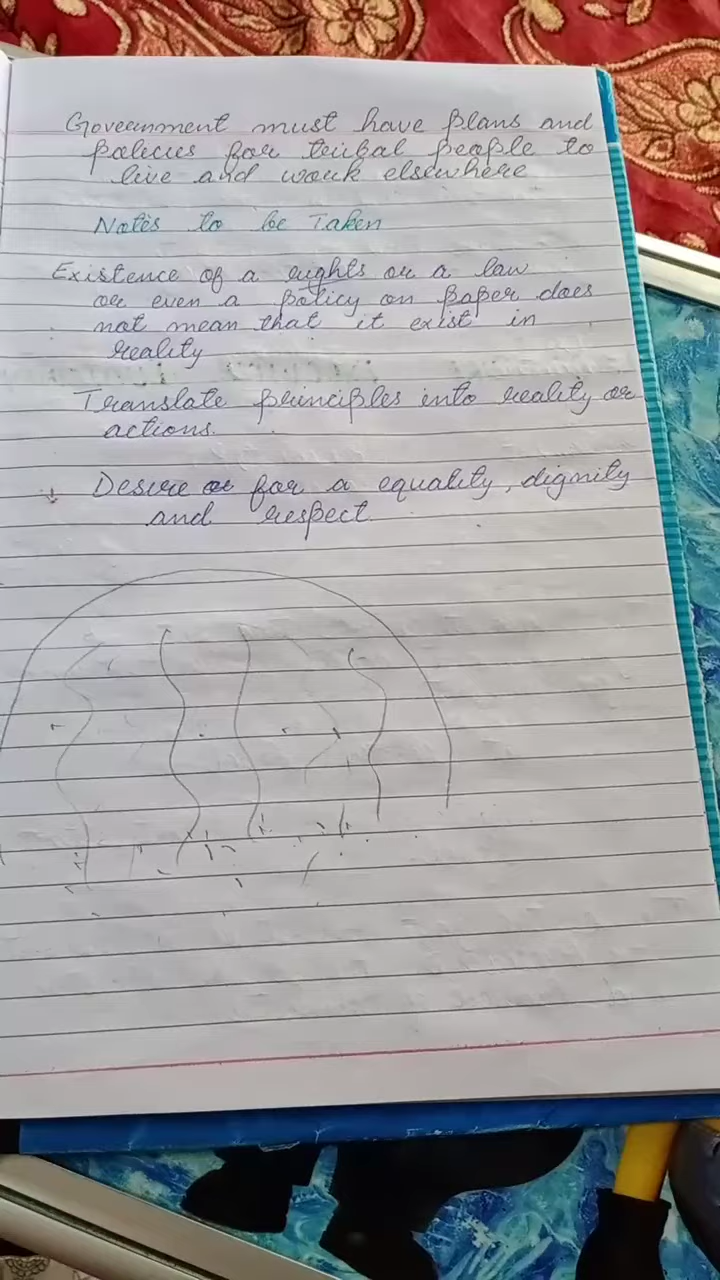 Government must have plans and
policies for tribal people to
live and work elsewhere
Notes to be Taken
Existence of a rights or a law
or even a policy on paper does
not mean that it exist in
reality
Translate principles into reality or
actions.
Desire or for a equality, dignity
and respect